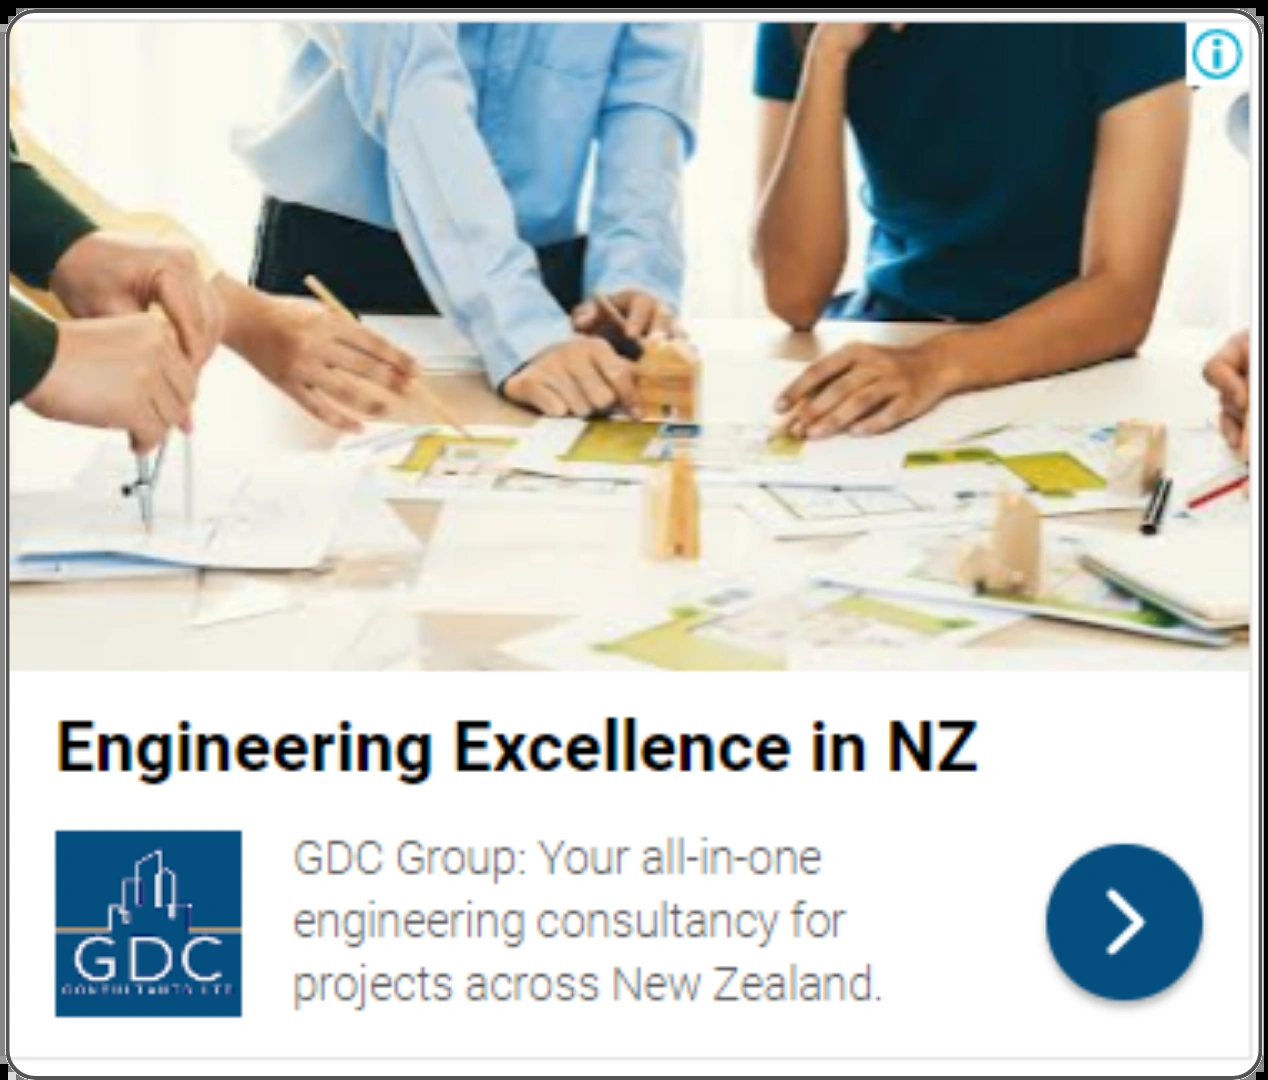 Engineering Excellence in NZ
GDC
CONSULTANTS LTD
GDC Group: Your all-in-one
engineering consultancy for
projects across New Zealand.